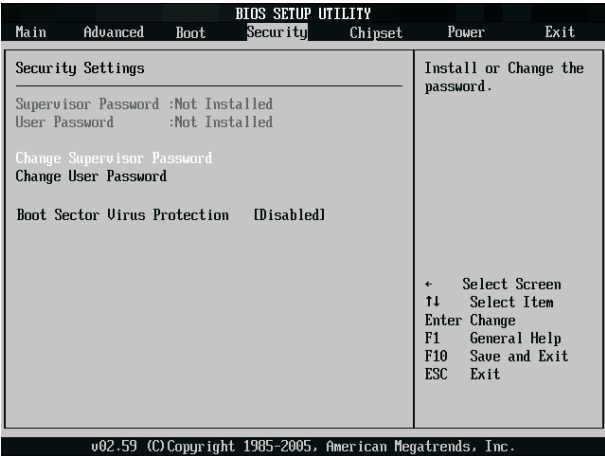 BIOS SETUP UTILITY
Main Advanced Boot Security Chipset Power Exit
Security Settings
Supervisor Password :Not Installed
User Password :Not Installed
Change Supervisor Password
Change User Password
Boot Sector Virus Protection [Disabled]
Install or Change the
password.
← Select Screen
↑↓ Select Item
Enter Change
F1 General Help
F10 Save and Exit
ESC Exit
v02.59 (C)Copyright 1985-2005, American Megatrends, Inc.